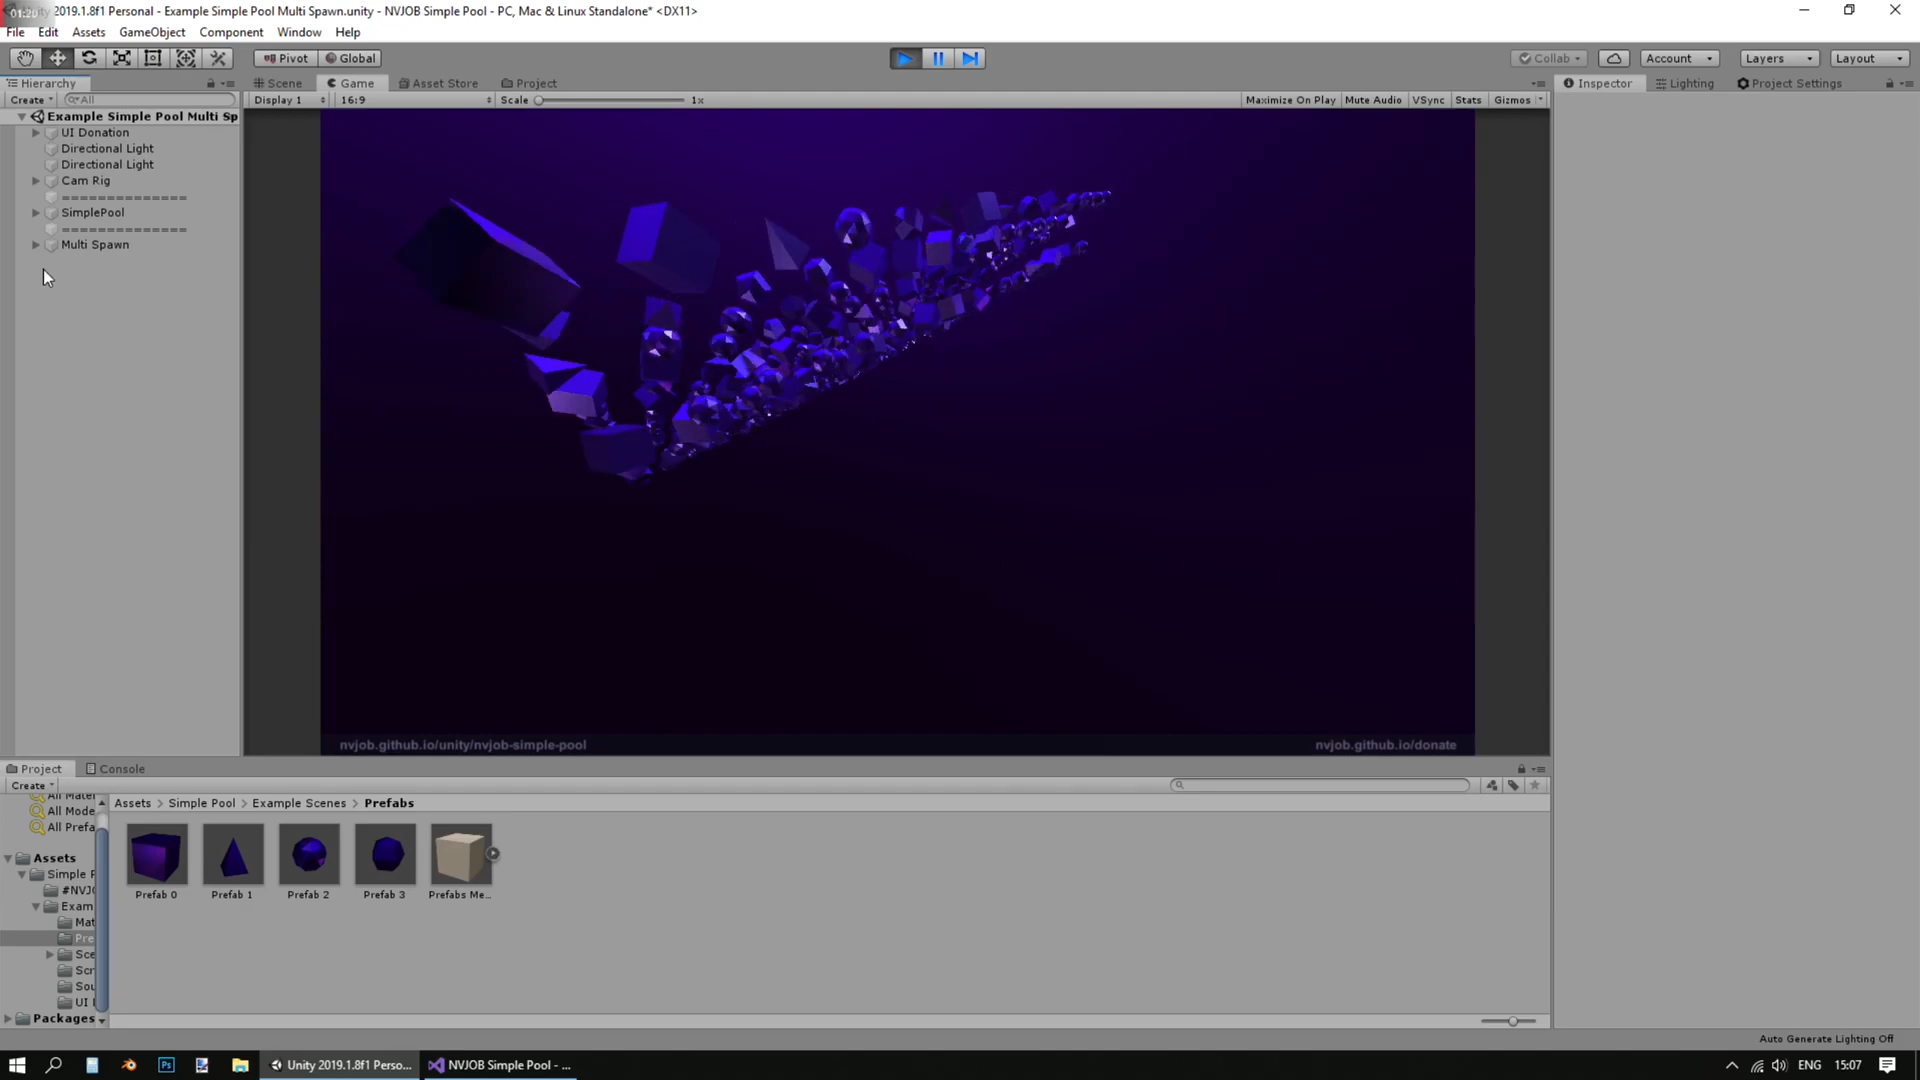 01:20
2019.1.8f1 Personal - Example Simple Pool Multi Spawn.unity - NVJOB Simple Pool - PC, Mac & Linux Standalone* <DX11>
File Edit Assets GameObject Component Window Help
Pivot Global Collab Account Layers Layout
Hierarchy Scene Game Asset Store Project Inspector Lighting Project Settings
Create All Display 1 16:9 Scale 1x Maximize On Play Mute Audio VSync Stats Gizmos
Example Simple Pool Multi Sp
UI Donation
Directional Light
Directional Light
Cam Rig
==============
SimplePool
==============
Multi Spawn
nvjob.github.io/unity/nvjob-simple-pool nvjob.github.io/donate
Project Console
Create
All Mater
All Mode
All Prefa
Assets
Simple P
#NVJO
Exam
Mat
Pre
Sce
Scr
Sou
UI
Packages
Assets > Simple Pool > Example Scenes > Prefabs
Prefab 0 Prefab 1 Prefab 2 Prefab 3 Prefabs Me...
Auto Generate Lighting Off
Ps Unity 2019.1.8f1 Perso... NVJOB Simple Pool - ... ENG 15:07